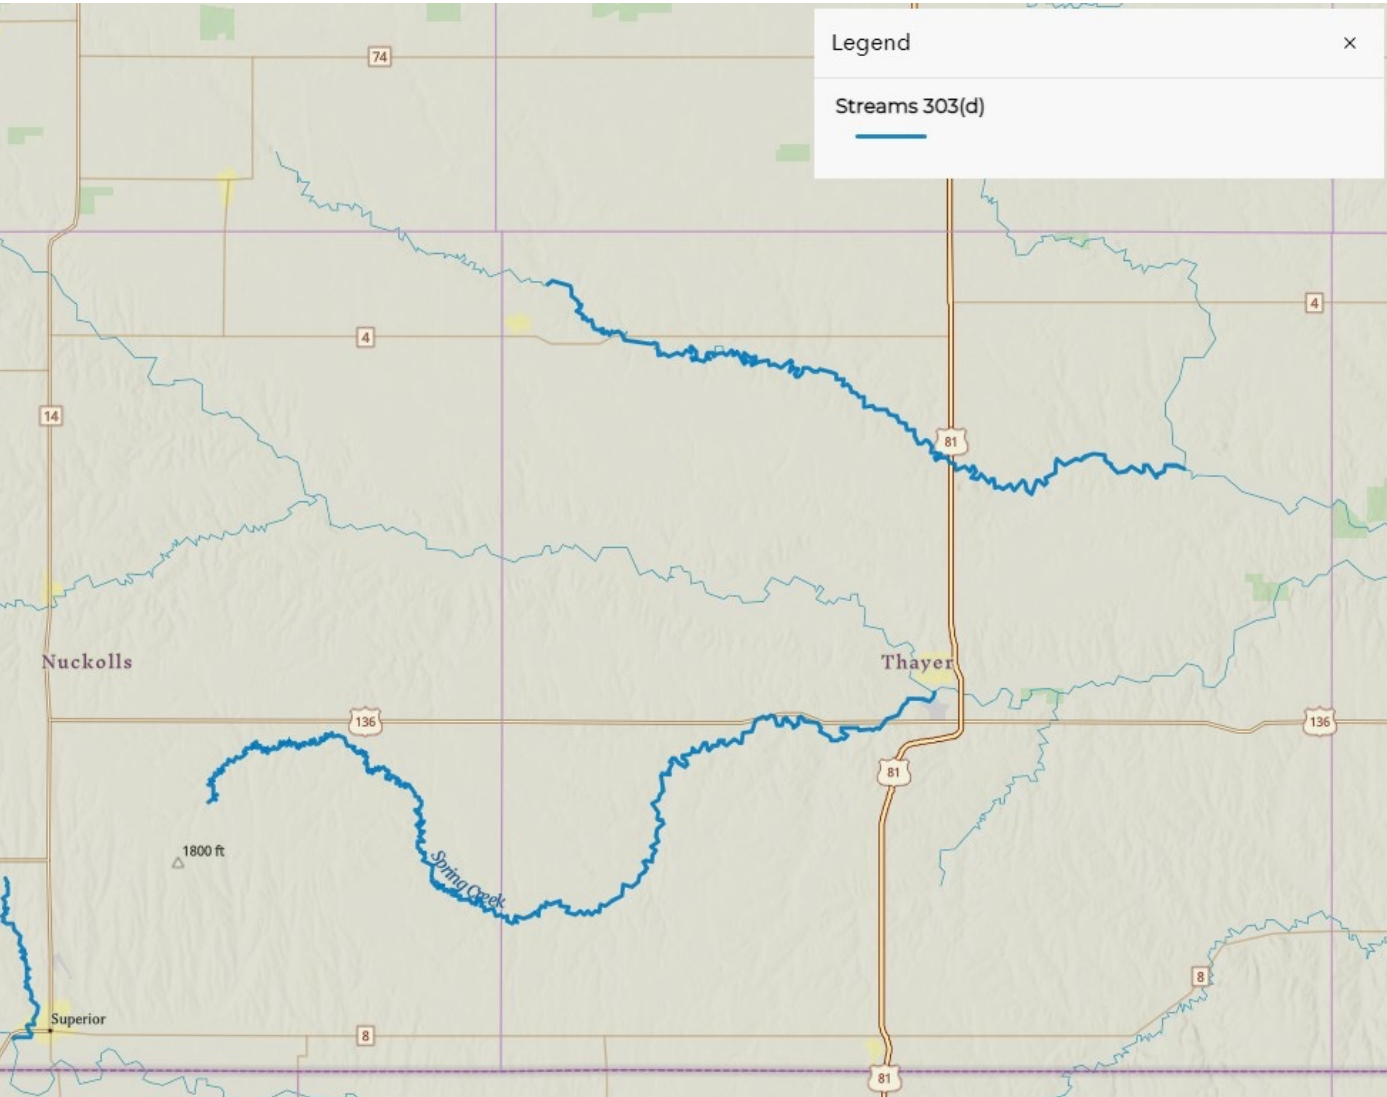 Legend
×
Streams 303(d)
74
4
4
14
81
Nuckolls
Thayer
136
136
81
1800 ft
Spring Creek
8
Superior
8
81